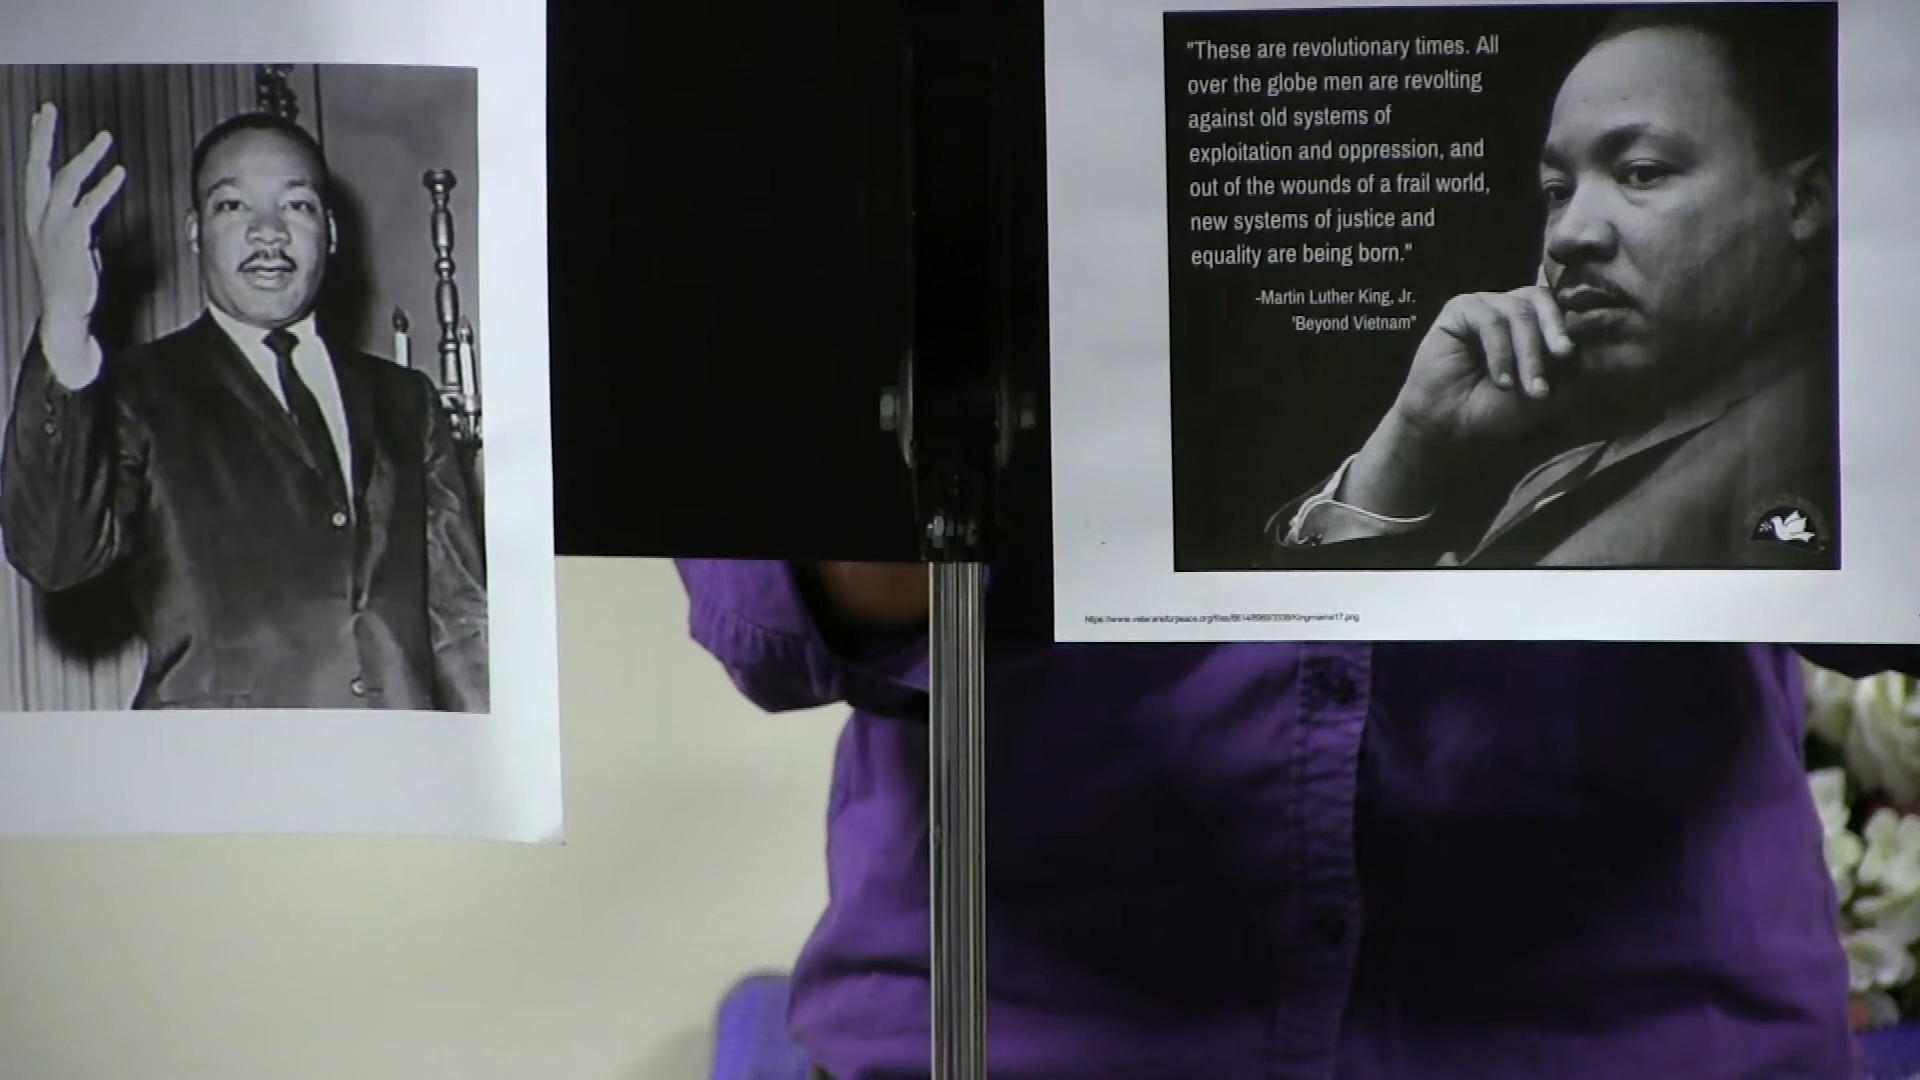 "These are revolutionary times. All
over the globe men are revolting
against old systems of
exploitation and oppression, and
out of the wounds of a frail world,
new systems of justice and
equality are being born."
-Martin Luther King, Jr.
'Beyond Vietnam"